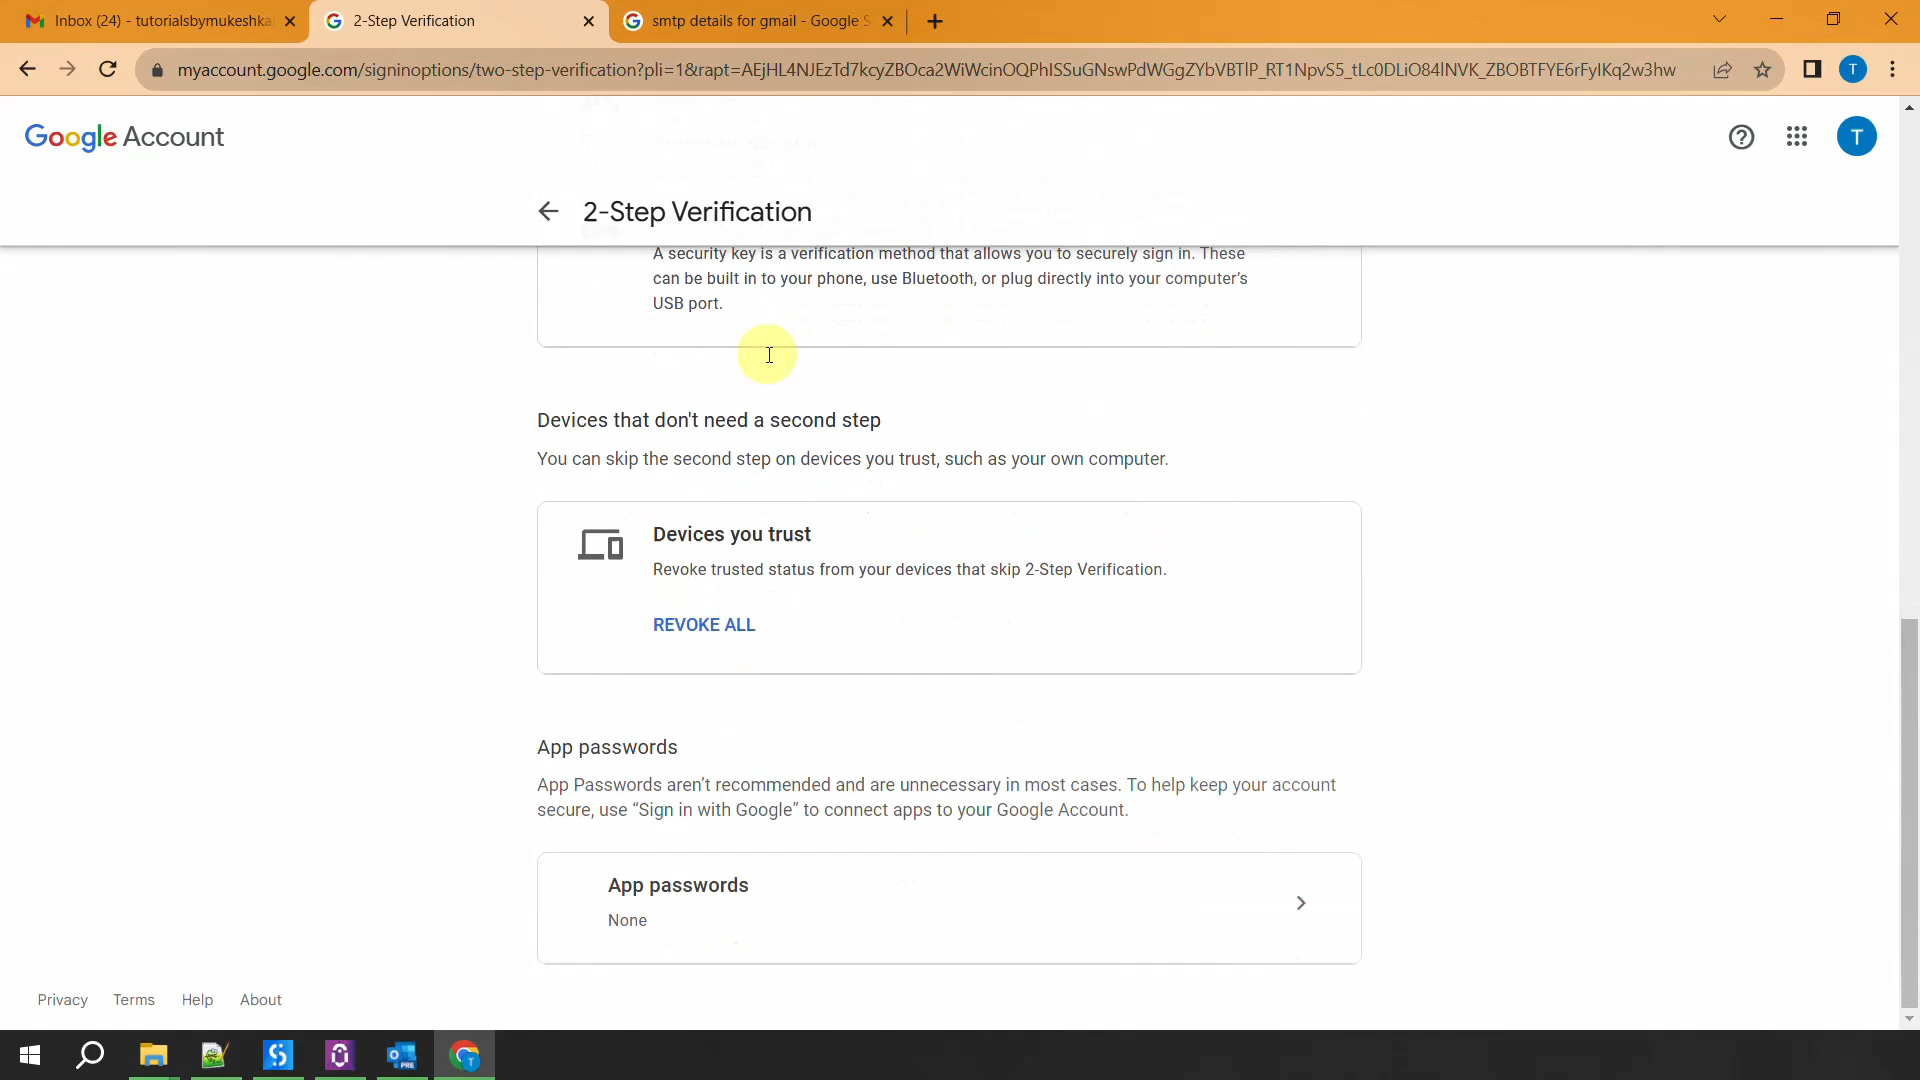 Inbox (24) - tutorialsbymukeshka
2-Step Verification
smtp details for gmail - Google S
myaccount.google.com/signinoptions/two-step-verification?pli=1&rapt=AEjHL4NJEzTd7kcyZBOca2WiWcinOQPhISSuGNswPdWGgZYbVBTlP_RT1NpvS5_tLc0DLiO84lNVK_ZBOBTFYE6rFyIKq2w3hw
T
Google Account
T
2-Step Verification
A security key is a verification method that allows you to securely sign in. These
can be built in to your phone, use Bluetooth, or plug directly into your computer's
USB port.
Devices that don't need a second step
You can skip the second step on devices you trust, such as your own computer.
Devices you trust
Revoke trusted status from your devices that skip 2-Step Verification.
REVOKE ALL
App passwords
App Passwords aren't recommended and are unnecessary in most cases. To help keep your account
secure, use “Sign in with Google” to connect apps to your Google Account.
App passwords
None
Privacy Terms Help About